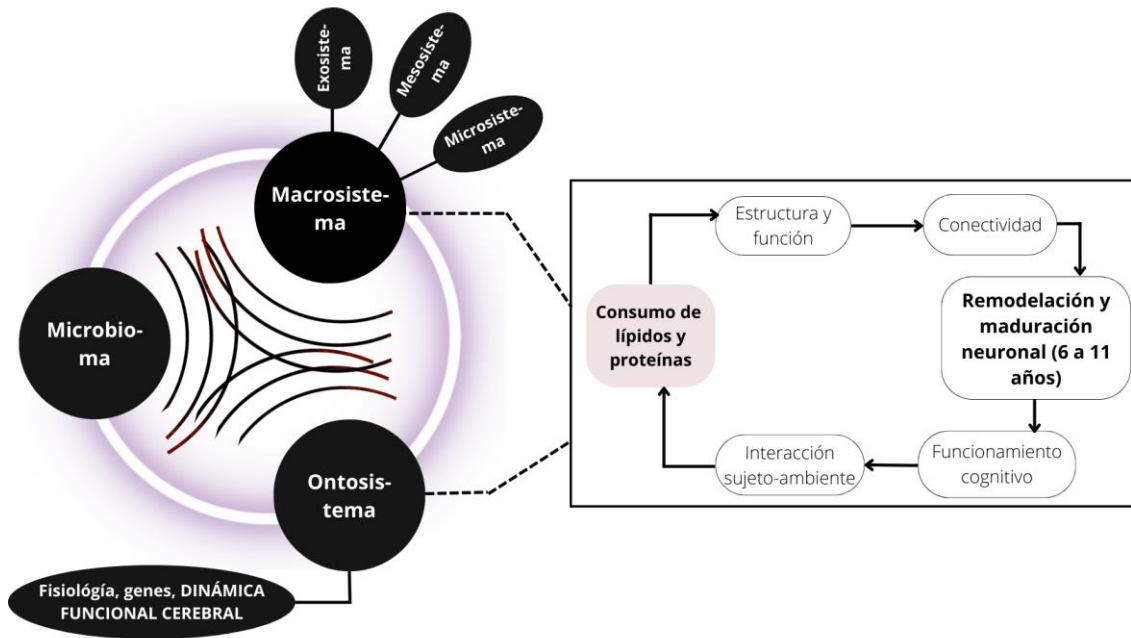 Exosiste-
ma
Mesosiste-
ma
Microsiste-
ma
Macrosiste-
ma
Microbio-
ma
Ontosis-
tema
Fisiológía, genes, DINÁMICA
FUNCIONAL CEREBRAL
Estructura y
función
Conectividad
Consumo de
lípidos y
proteínas
Remodelación y
maduración
neuronal (6 a 11
años)
Interacción
sujeto-ambiente
Funcionamiento
cognitivo